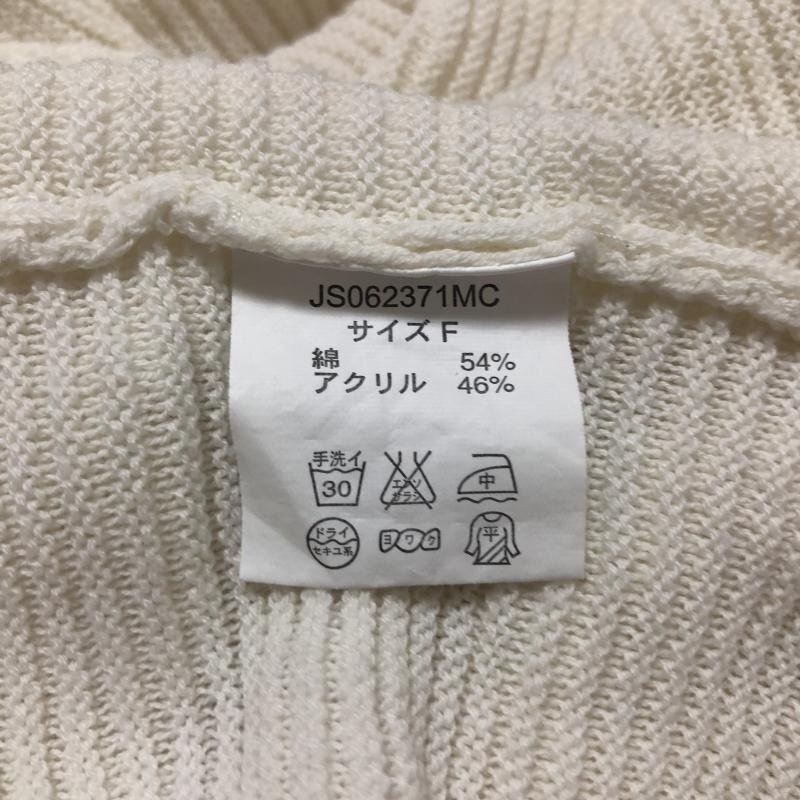 JS062371MC
サイズ F
綿 54%
アクリル 46%
手洗イ
30
エンソ
サラシ
中
ドライ
セキユ系
ヨワク
平